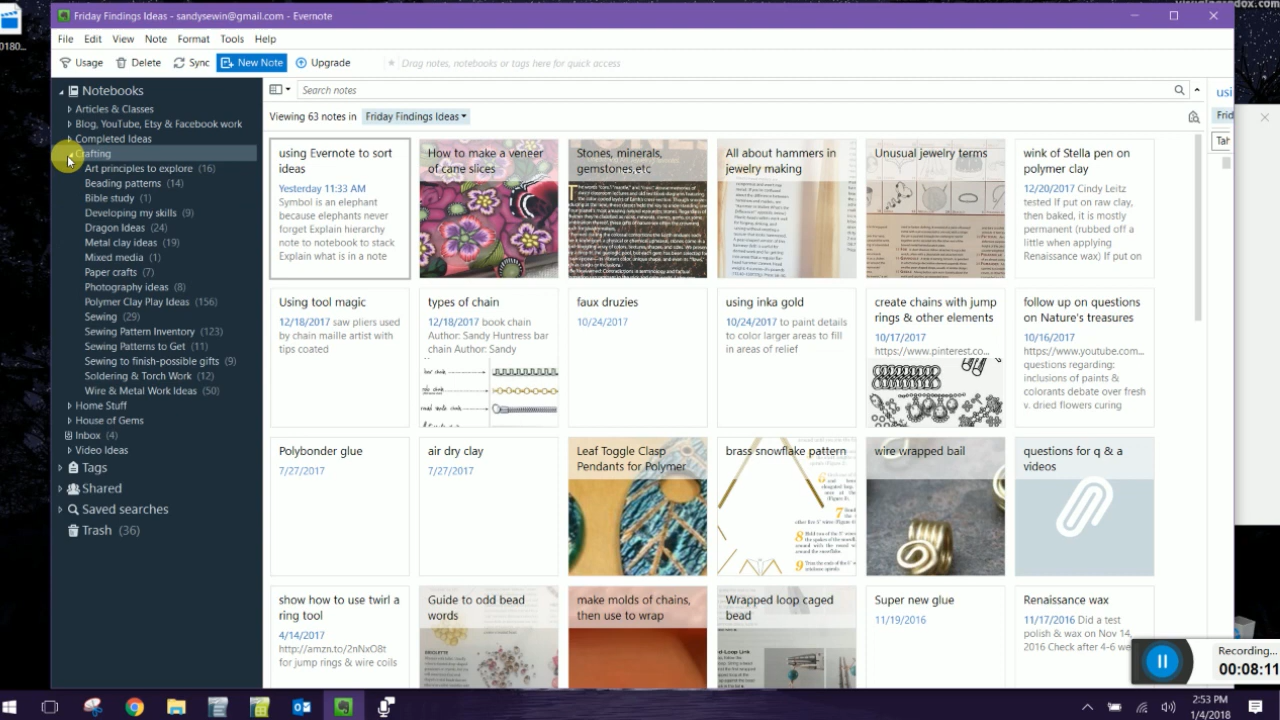 0180...
Friday Findings Ideas - sandysewin@gmail.com - Evernote
File Edit View Note Format Tools Help
Usage Delete Sync New Note Upgrade Drag notes, notebooks or tags here for quick access
Notebooks
Articles & Classes
Blog, YouTube, Etsy & Facebook work
Completed Ideas
Crafting
Art principles to explore (16)
Beading patterns (14)
Bible study (1)
Developing my skills (9)
Dragon Ideas (24)
Metal clay ideas (19)
Mixed media (1)
Paper crafts (7)
Photography ideas (8)
Polymer Clay Play Ideas (156)
Sewing (29)
Sewing Pattern Inventory (123)
Sewing Patterns to Get (11)
Sewing to finish-possible gifts (9)
Soldering & Torch Work (12)
Wire & Metal Work Ideas (50)
Home Stuff
House of Gems
Inbox (4)
Video Ideas
Tags
Shared
Saved searches
Trash (36)
Search notes
Viewing 63 notes in Friday Findings Ideas
using Evernote to sort
ideas
Yesterday 11:33 AM
Symbol is an elephant
because elephants never
forget explain hierarchy
notes to notebook to stack
explain what is in a note
How to make a veneer
of cane slices
Stones, minerals,
gemstones,etc
All about hammers in
jewelry making
Unusual jewelry terms
wink of Stella pen on
polymer clay
12/20/2017 Cindy Leitz
tested If put on raw clay,
then baked, is mostly
permanent (rubbed off a
little when applying
Renaissance wax. If put on
Using tool magic
12/18/2017 saw pliers used
by chain maille artist with
tips coated
types of chain
12/18/2017 book chain
Author: Sandy Huntress bar
chain Author: Sandy
faux druzies
10/24/2017
using inka gold
10/24/2017 to paint details
to color larger areas to fill
in areas of relief
create chains with jump
rings & other elements
10/17/2017
https://www.pinterest.co...
follow up on questions
on Nature's treasures
10/16/2017
https://www.youtube.com...
questions regarding:
inclusions of paints &
colorants debate over fresh
v. dried flowers curing
Polybonder glue
7/27/2017
air dry clay
7/27/2017
Leaf Toggle Clasp
Pendants for Polymer
brass snowflake pattern
wire wrapped bail
questions for q & a
videos
show how to use twirl a
ring tool
4/14/2017
http://amzn.to/2nNxO8t
for jump rings & wire coils
Guide to odd bead
words
make molds of chains,
then use to wrap
Wrapped loop caged
bead
Super new glue
11/19/2016
Renaissance wax
11/17/2016 Did a test
polish & wax on Nov 14,
2016 Check after 4-6 we
usi
Frid
Recording...
00:08:11
2:53 PM
1/4/2018